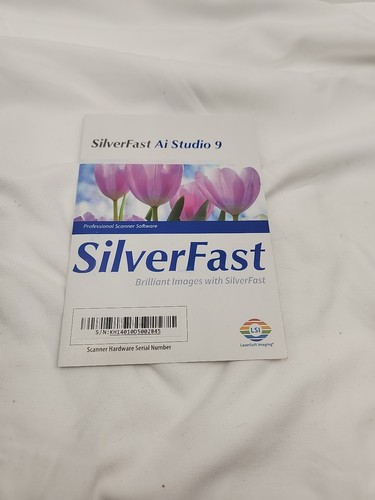 SilverFast Ai Studio 9
Professional Scanner Software
SilverFast
Brilliant Images with SilverFast
S/N:KH14010D5002845
Scanner Hardware Serial Number
LSI
LaserSoft Imaging